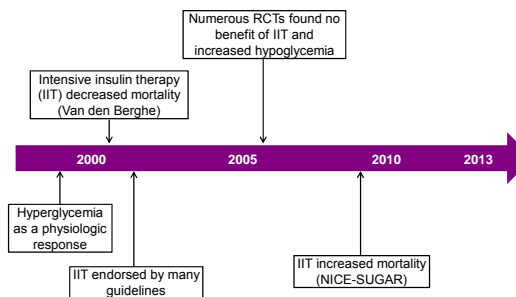 Numerous RCTs found no
benefit of IIT and
increased hypoglycemia
Intensive insulin therapy
(IIT) decreased mortality
(Van den Berghe)
2000
2005
2010
2013
Hyperglycemia
as a physiologic
response
IIT endorsed by many
guidelines
IIT increased mortality
(NICE-SUGAR)